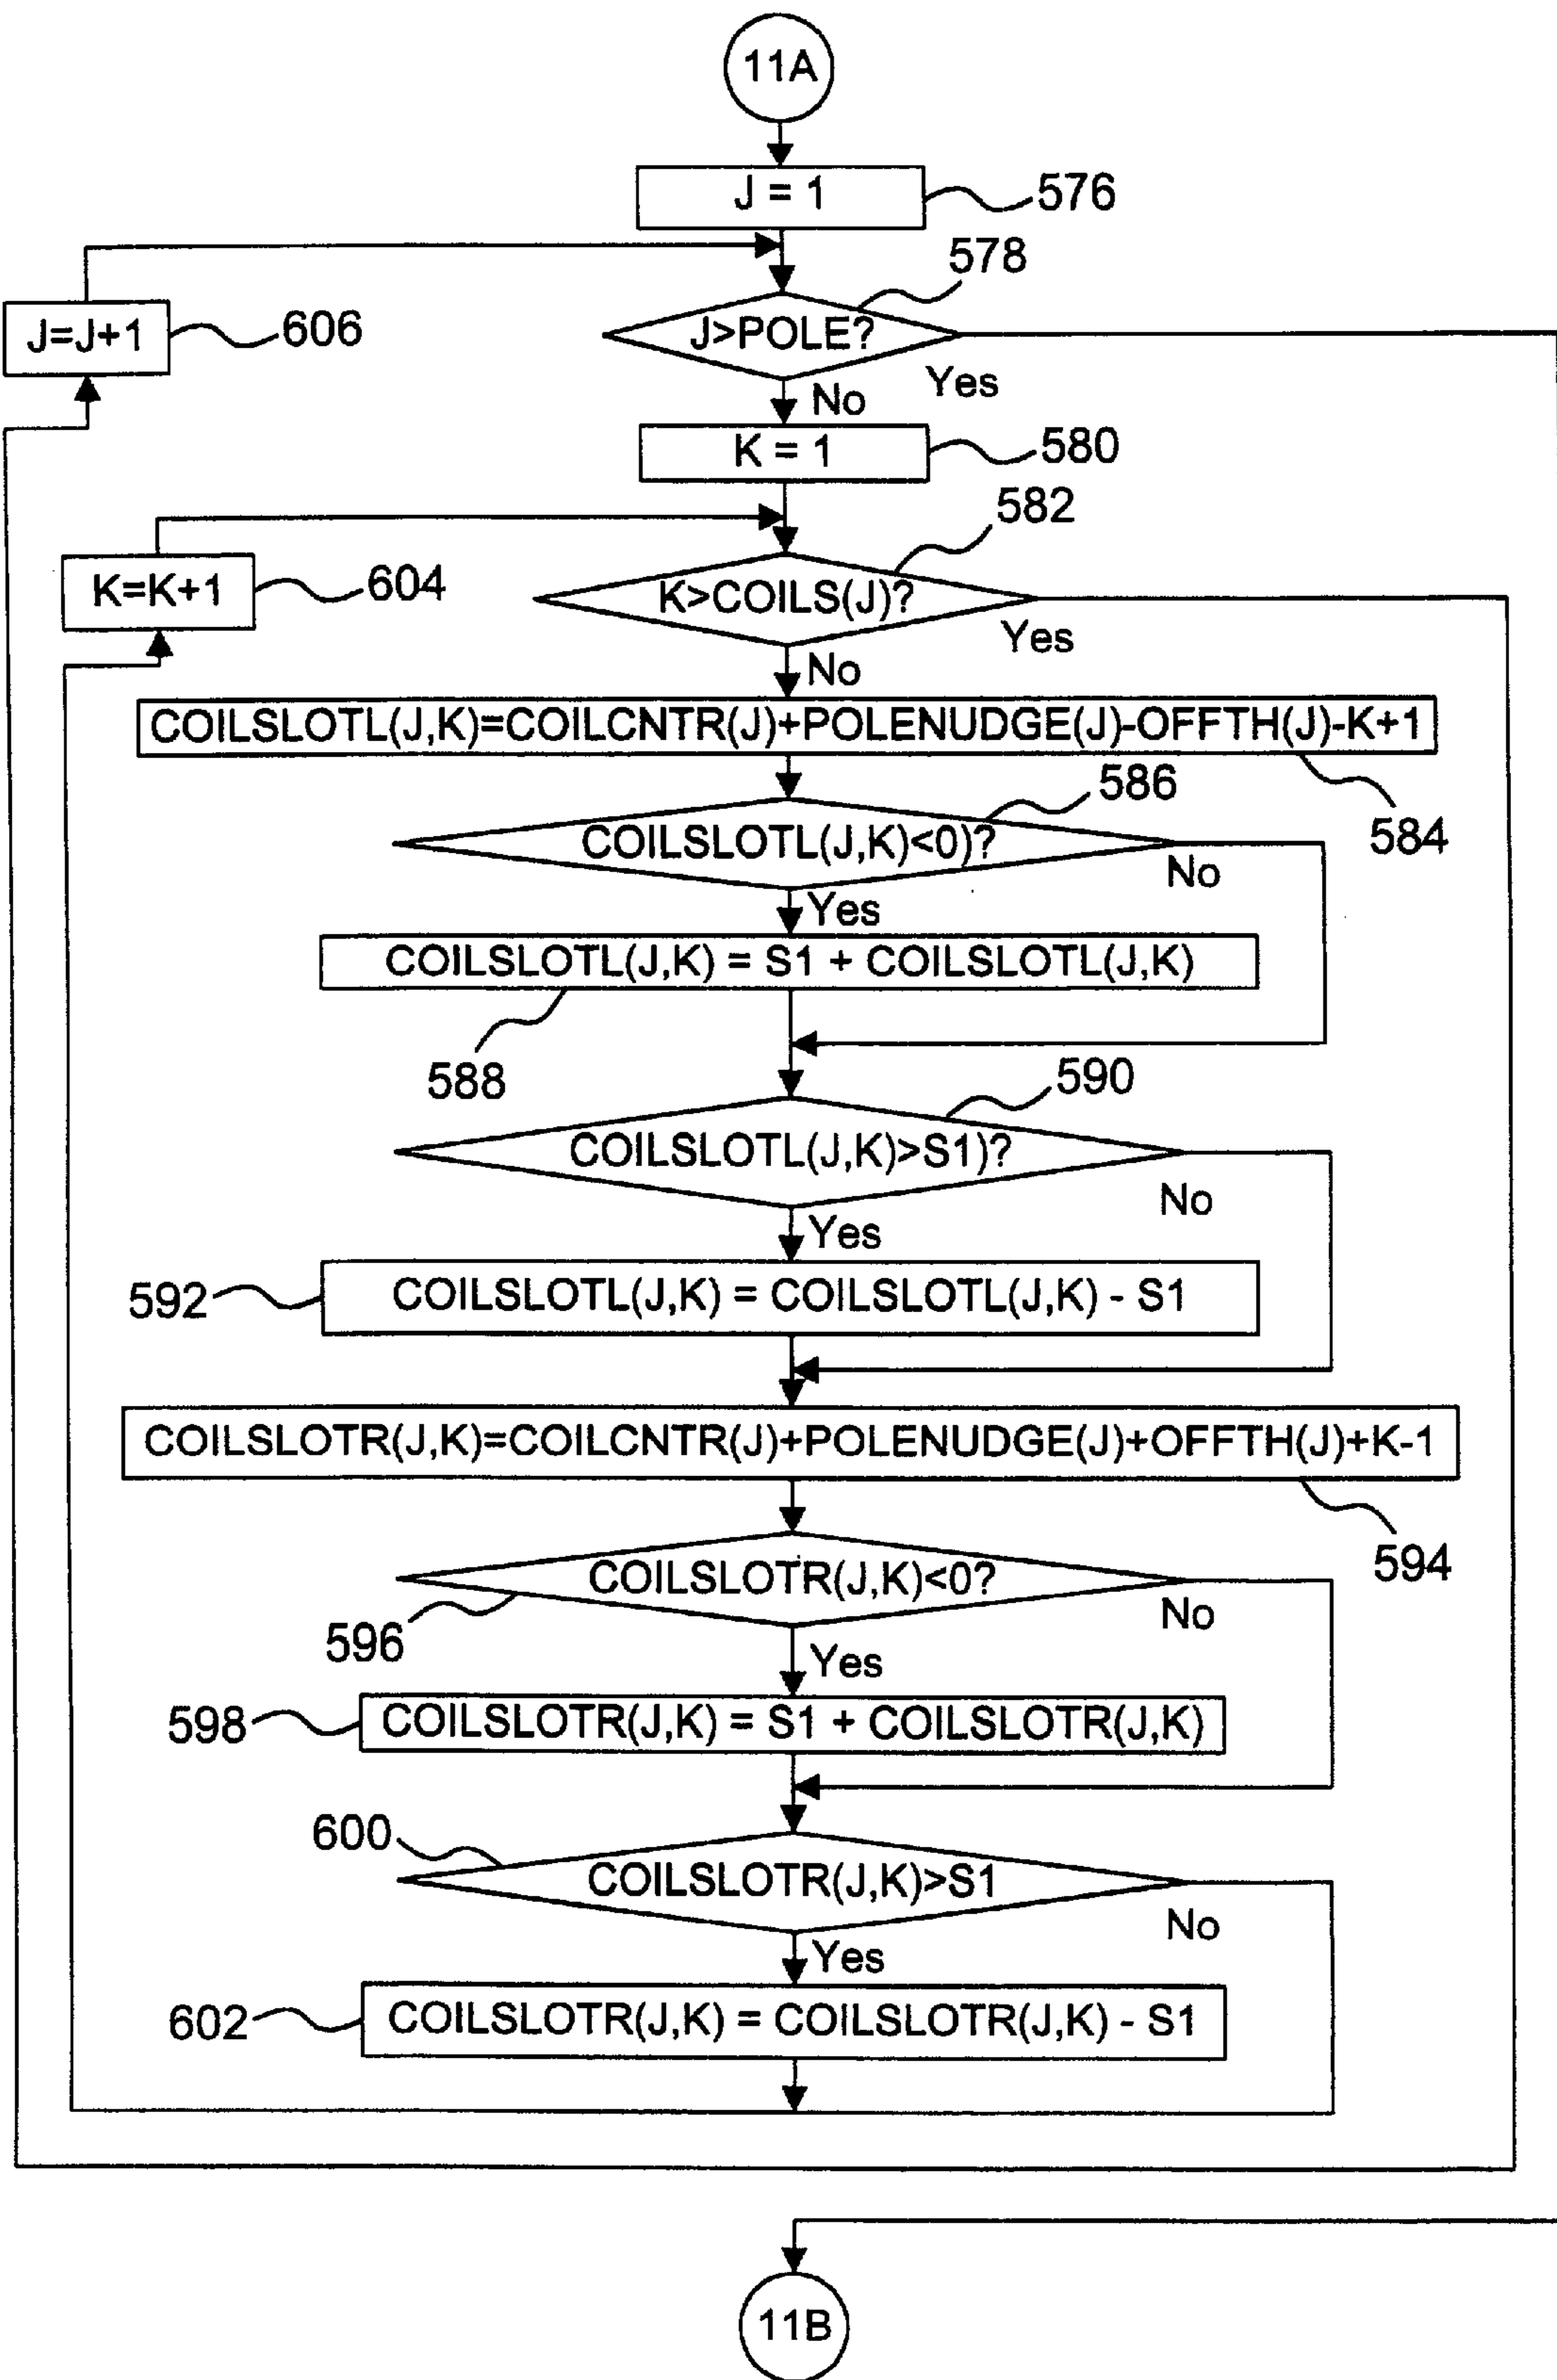 11A
J = 1
576
578
J=J+1
606
J>POLE?
Yes
No
K = 1
580
582
K=K+1
604
K>COILS(J)?
Yes
No
COILSLOTL(J,K)=COILCNTR(J)+POLENUDGE(J)-OFFTH(J)-K+1
586
584
COILSLOTL(J,K)<0)?
No
Yes
COILSLOTL(J,K) = S1 + COILSLOTL(J,K)
588
590
COILSLOTL(J,K)>S1)?
No
Yes
592
COILSLOTL(J,K) = COILSLOTL(J,K) - S1
COILSLOTR(J,K)=COILCNTR(J)+POLENUDGE(J)+OFFTH(J)+K-1
594
COILSLOTR(J,K)<0?
596
No
Yes
598
COILSLOTR(J,K) = S1 + COILSLOTR(J,K)
600
COILSLOTR(J,K)>S1
No
Yes
602
COILSLOTR(J,K) = COILSLOTR(J,K) - S1
11B